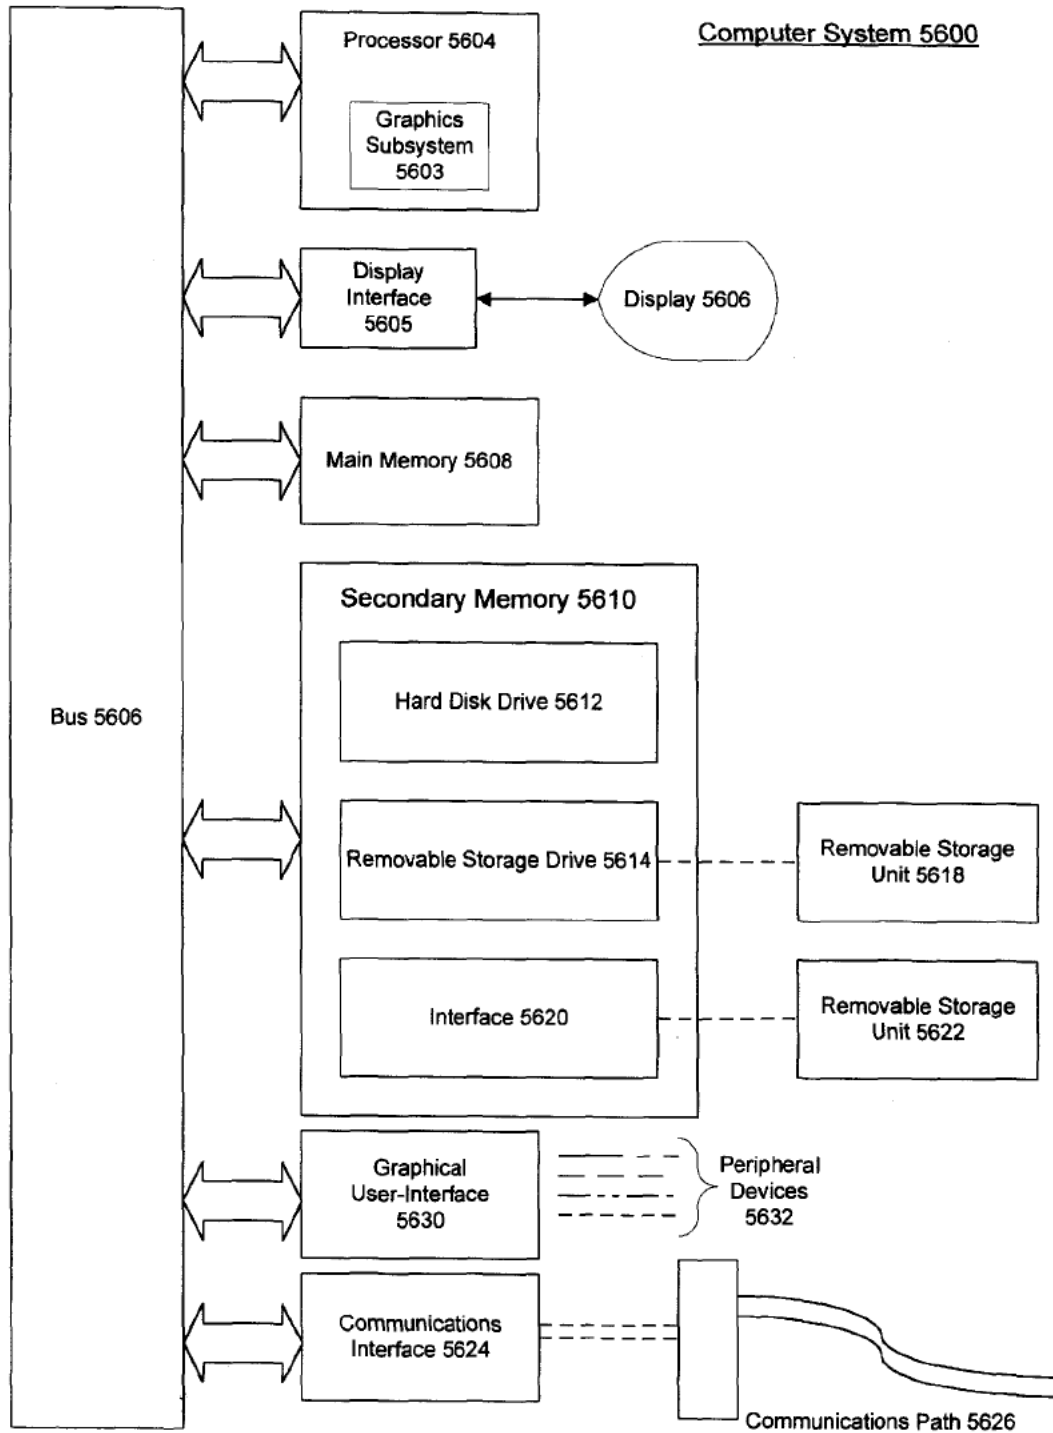 Computer System 5600
Processor 5604
Graphics
Subsystem
5603
Display
Interface
5605
Display 5606
Main Memory 5608
Secondary Memory 5610
Hard Disk Drive 5612
Bus 5606
Removable Storage Drive 5614
Removable Storage
Unit 5618
Interface 5620
Removable Storage
Unit 5622
Graphical
User-Interface
5630
Peripheral
Devices
5632
Communications
Interface 5624
Communications Path 5626